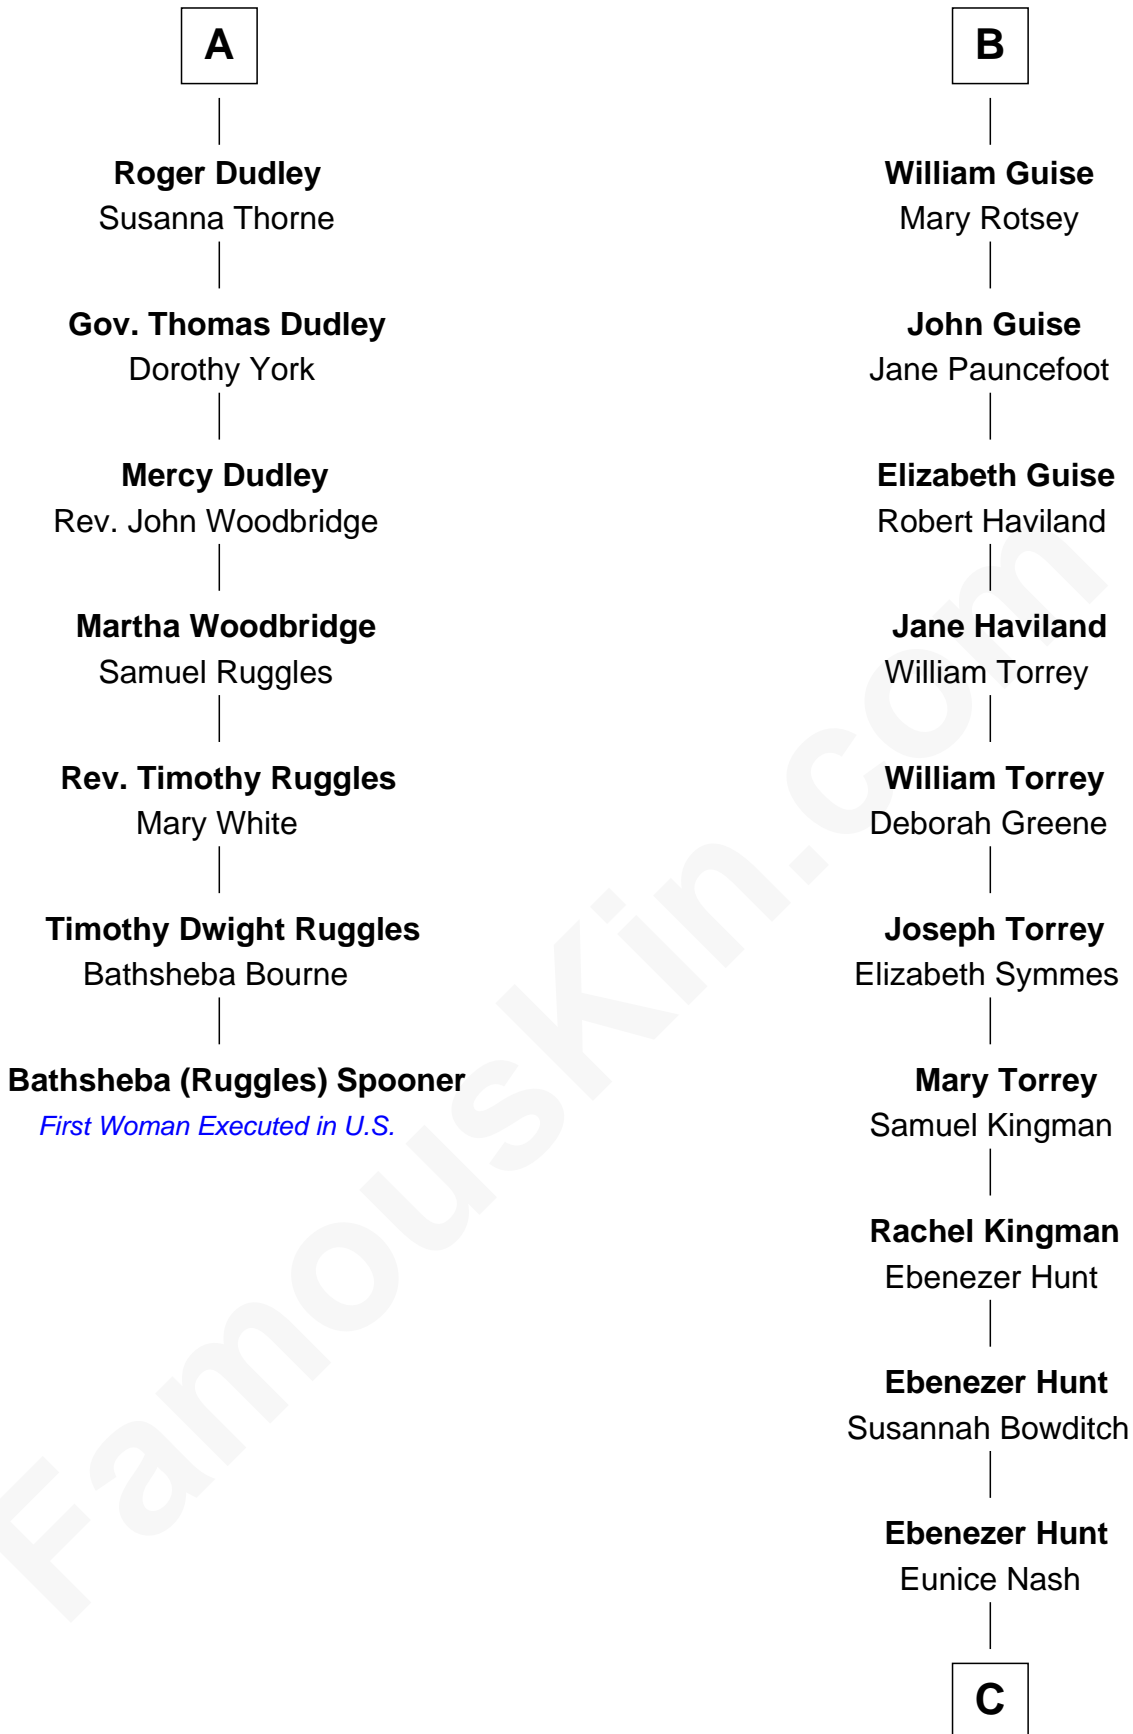 A
Roger Dudley
Susanna Thorne
Gov. Thomas Dudley
Dorothy York
Mercy Dudley
Rev. John Woodbridge
Martha Woodbridge
Samuel Ruggles
Rev. Timothy Ruggles
Mary White
Timothy Dwight Ruggles
Bathsheba Bourne
Bathsheba (Ruggles) Spooner
First Woman Executed in U.S.
B
William Guise
Mary Rotsey
John Guise
Jane Pauncefoot
Elizabeth Guise
Robert Haviland
Jane Haviland
William Torrey
William Torrey
Deborah Greene
Joseph Torrey
Elizabeth Symmes
Mary Torrey
Samuel Kingman
Rachel Kingman
Ebenezer Hunt
Ebenezer Hunt
Susannah Bowditch
Ebenezer Hunt
Eunice Nash
C
FamousKin.com